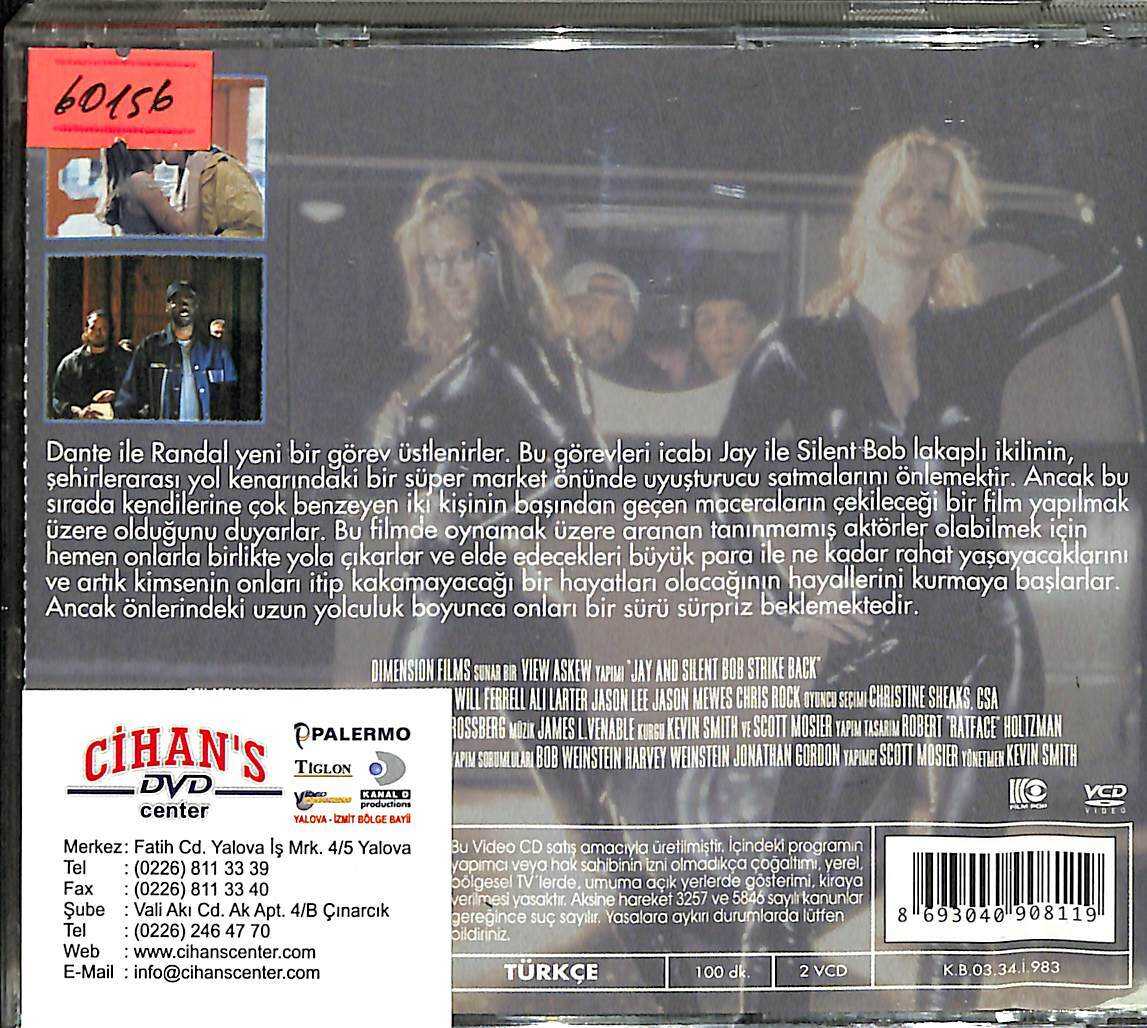 60156
Dante ile Randal yeni bir görev üstlenirler. Bu görevleri icabı Jay ile Silent Bob lakaplı ikilinin,
şehirlerarası yol kenarındaki bir süper market önünde uyuşturucu satmalarını önlemektir. Ancak bu
sırada kendilerine çok benzeyen iki kişinin başından geçen maceraların çekileceği bir film yapılmak
üzere olduğunu duyarlar. Bu filmde oynamak üzere aranan tanınmamış aktörler olabilmek için
hemen onlarla birlikte yola çıkarlar ve elde edecekleri büyük para ile ne kadar rahat yaşayacaklarını
ve artık kimsenin onları itip kakamayacağı bir hayatları olacağının hayallerini kurmaya başlarlar.
Ancak önlerindeki uzun yolculuk boyunca onları bir sürü sürpriz beklemektedir.
DIMENSION FILMS SUNAR BIR VIEW ASKEW YAPIMI "JAY AND SILENT BOB STRIKE BACK"
WILL FERRELL ALI LARTER JASON LEE JASON MEWES CHRIS ROCK OYUNCU SEÇİMİ CHRISTINE SHEAKS, CSA
ROSSBERG MÜZİK JAMES L. VENABLE KURGU KEVIN SMITH VE SCOTT MOSIER YAPIM TASARIM ROBERT "RATFACE" HOLTZMAN
YAPIM SORUMLULARI BOB WEINSTEIN HARVEY WEINSTEIN JONATHAN GORDON YAPIMCI SCOTT MOSIER YÖNETMEN KEVIN SMITH
FILM POP
VCD
VIDEO
CİHAN'S
DVD
center
PALERMO
TIGLON
KANAL D
productions
YALOVA - İZMİT BÖLGE BAYİİ
Merkez : Fatih Cd. Yalova İş Mrk. 4/5 Yalova
Tel : (0226) 811 33 39
Fax : (0226) 811 33 40
Şube : Vali Akı Cd. Ak Apt. 4/B Çınarcık
Tel : (0226) 246 47 70
Web : www.cihanscenter.com
E-Mail : info@cihanscenter.com
Bu Video CD satış amacıyla üretilmiştir. İçindeki programın
yapımcı veya hak sahibinin izni olmadıkça çoğaltımı, yerel,
bölgesel TV'lerde, umuma açık yerlerde gösterimi, kiraya
verilmesi yasaktır. Aksine hareket 3257 ve 5846 sayılı kanunlar
gereğince suç sayılır. Yasalara aykırı durumlarda lütfen
bildiriniz.
8 693040 908119
TÜRKÇE
100 dk.
2 VCD
K.B.03.34.İ.983